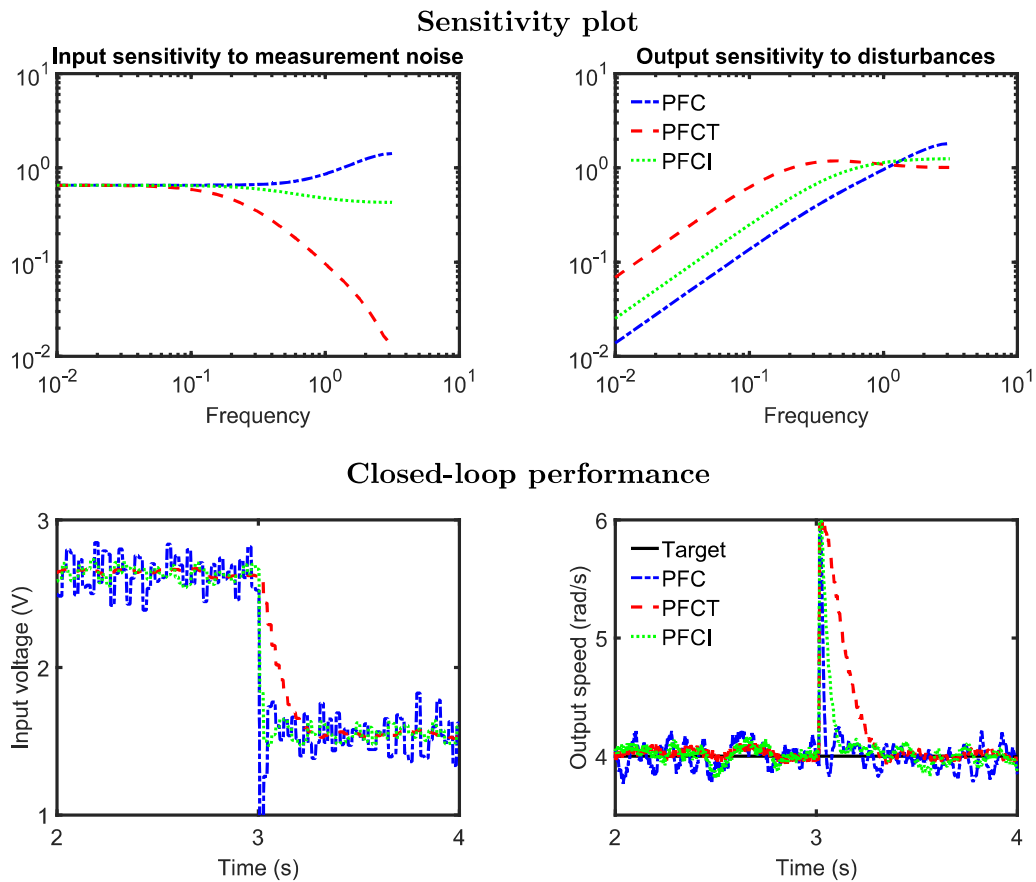 Sensitivity plot
Input sensitivity to measurement noise
Output sensitivity to disturbances
10^1
10^0
10^-1
10^-2
10^-2
10^-1
10^0
10^1
Frequency
10^1
10^0
10^-1
10^-2
PFC
PFCT
PFCI
10^-2
10^-1
10^0
10^1
Frequency
Closed-loop performance
3
2
1
Input voltage (V)
2
3
4
Time (s)
6
5
4
Output speed (rad/s)
Target
PFC
PFCT
PFCI
2
3
4
Time (s)